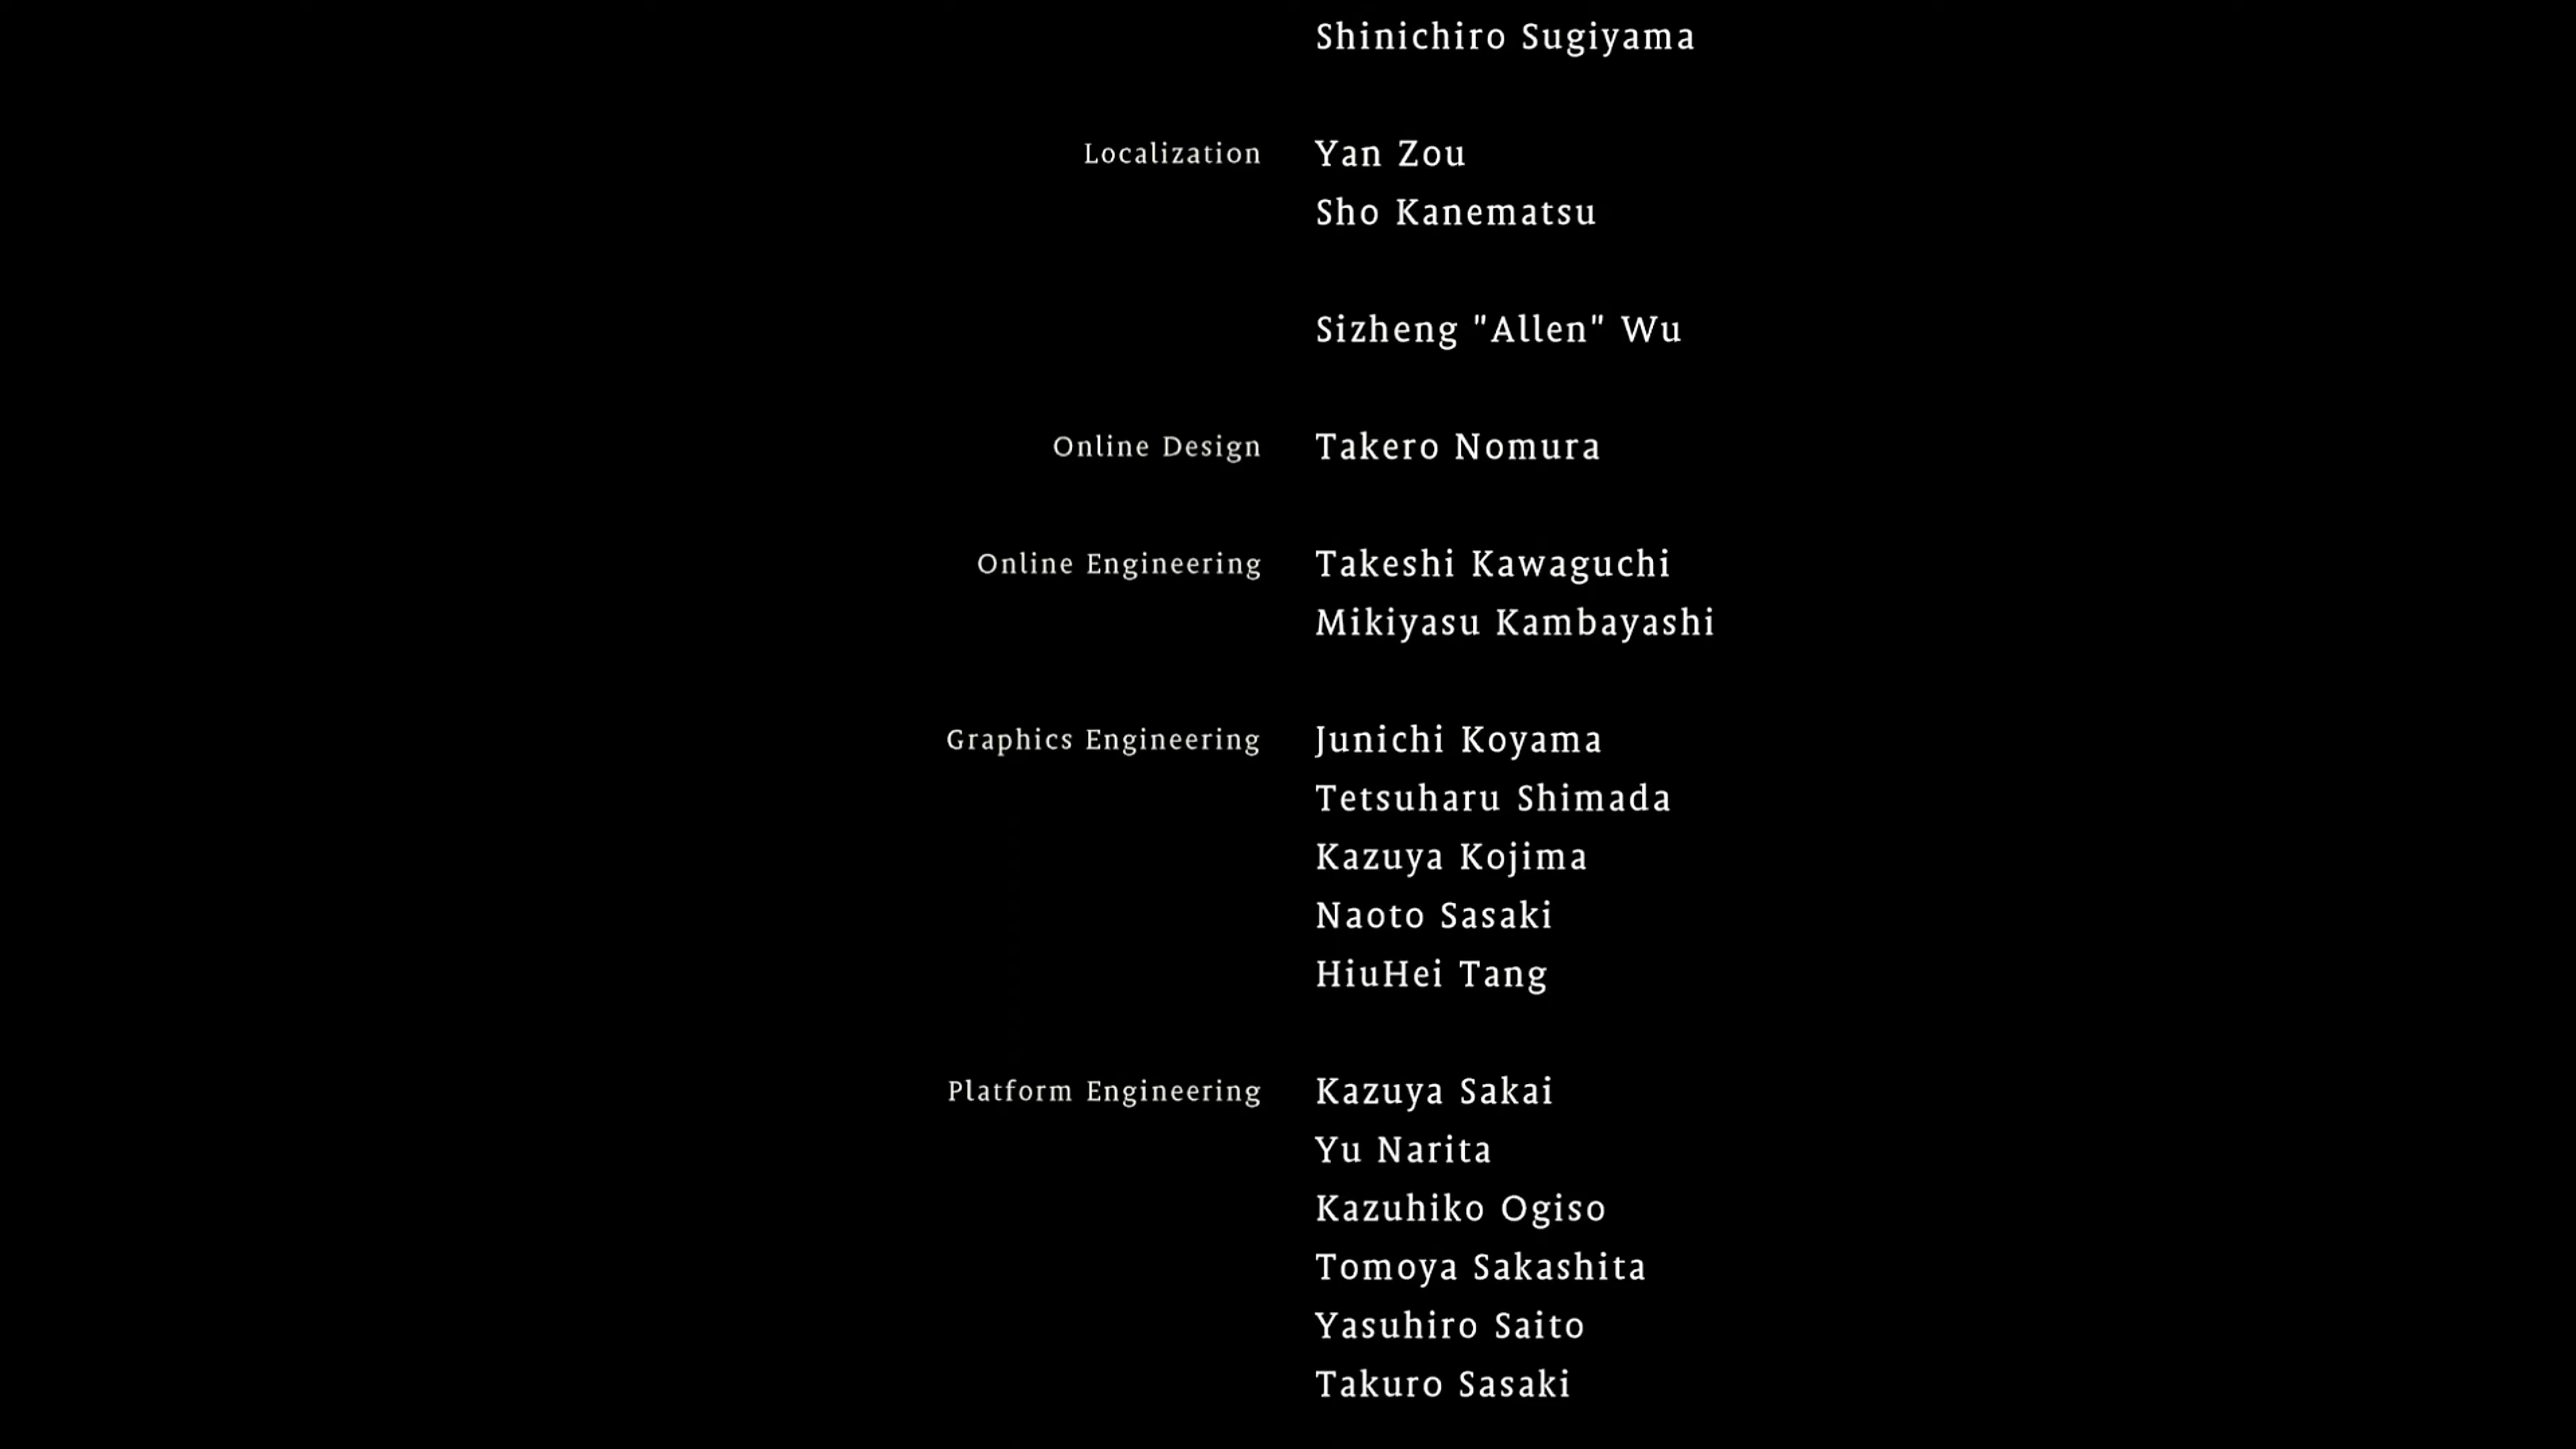 Shinichiro Sugiyama
Localization Yan Zou
Sho Kanematsu
Sizheng "Allen" Wu
Online Design Takero Nomura
Online Engineering Takeshi Kawaguchi
Mikiyasu Kambayashi
Graphics Engineering Junichi Koyama
Tetsuharu Shimada
Kazuya Kojima
Naoto Sasaki
HiuHei Tang
Platform Engineering Kazuya Sakai
Yu Narita
Kazuhiko Ogiso
Tomoya Sakashita
Yasuhiro Saito
Takuro Sasaki